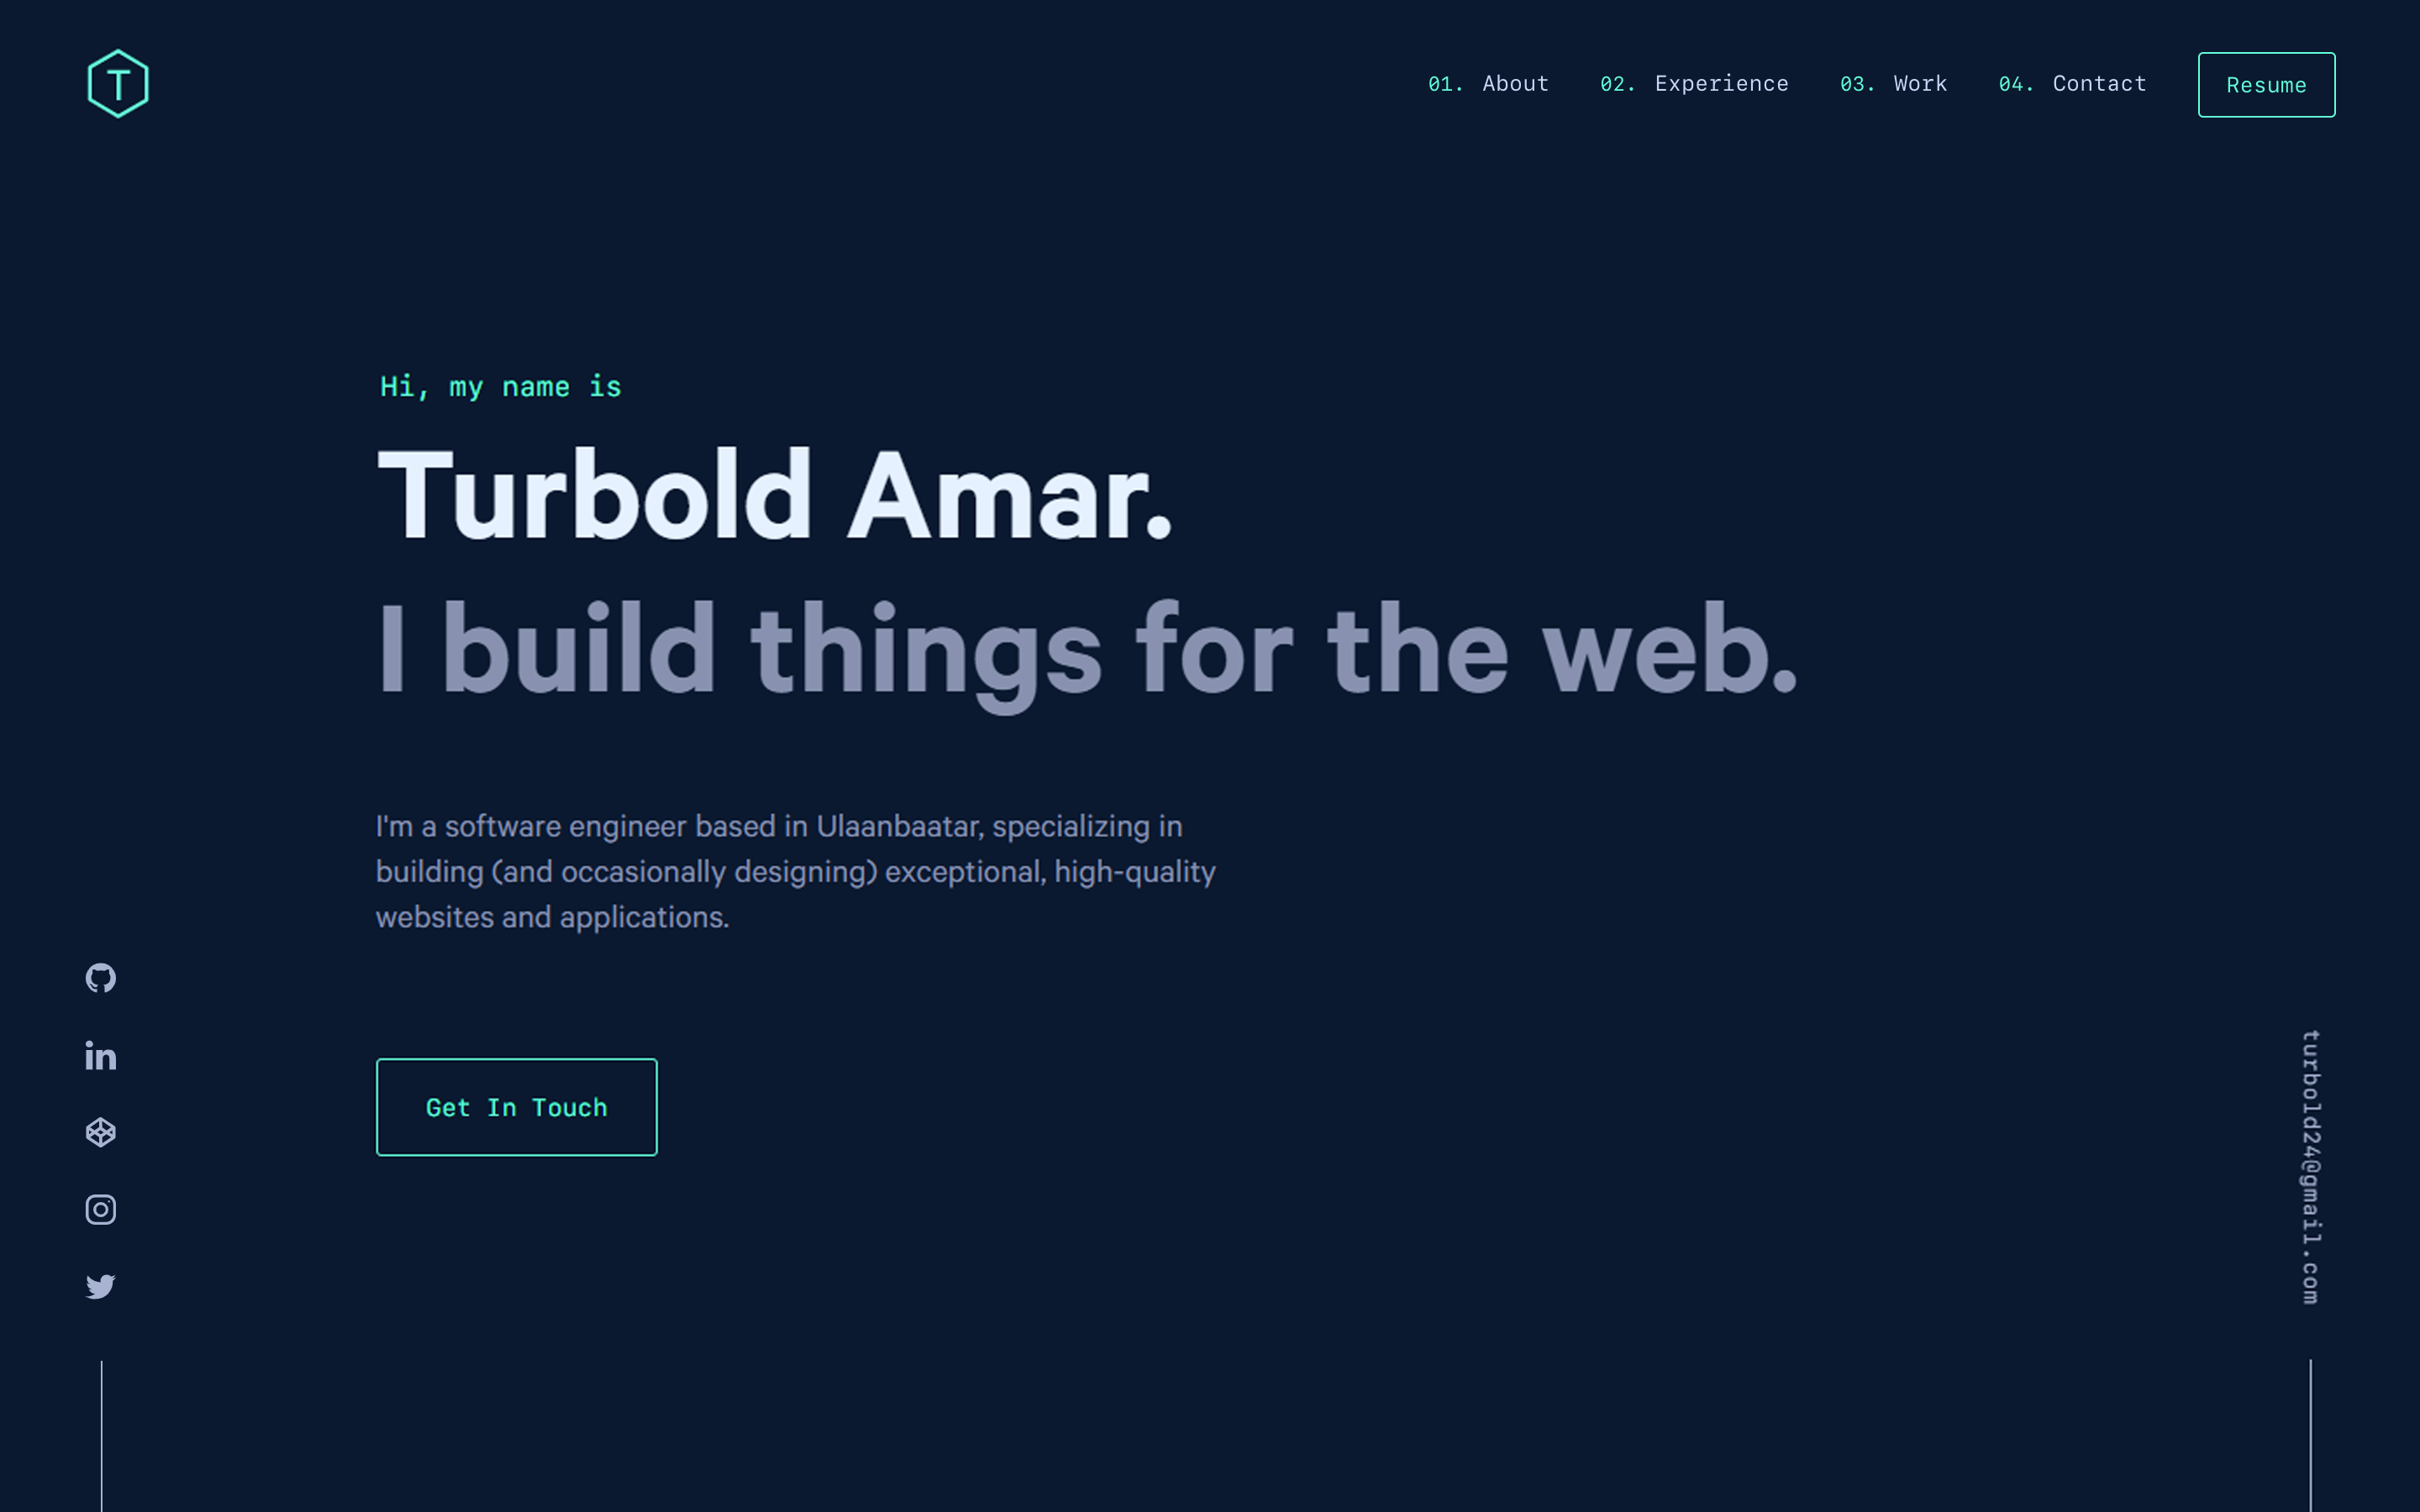 T
01. About 02. Experience 03. Work 04. Contact Resume
Hi, my name is
Turbold Amar.
I build things for the web.
I'm a software engineer based in Ulaanbaatar, specializing in
building (and occasionally designing) exceptional, high-quality
websites and applications.
in
Get In Touch
turbold24@gmail.com